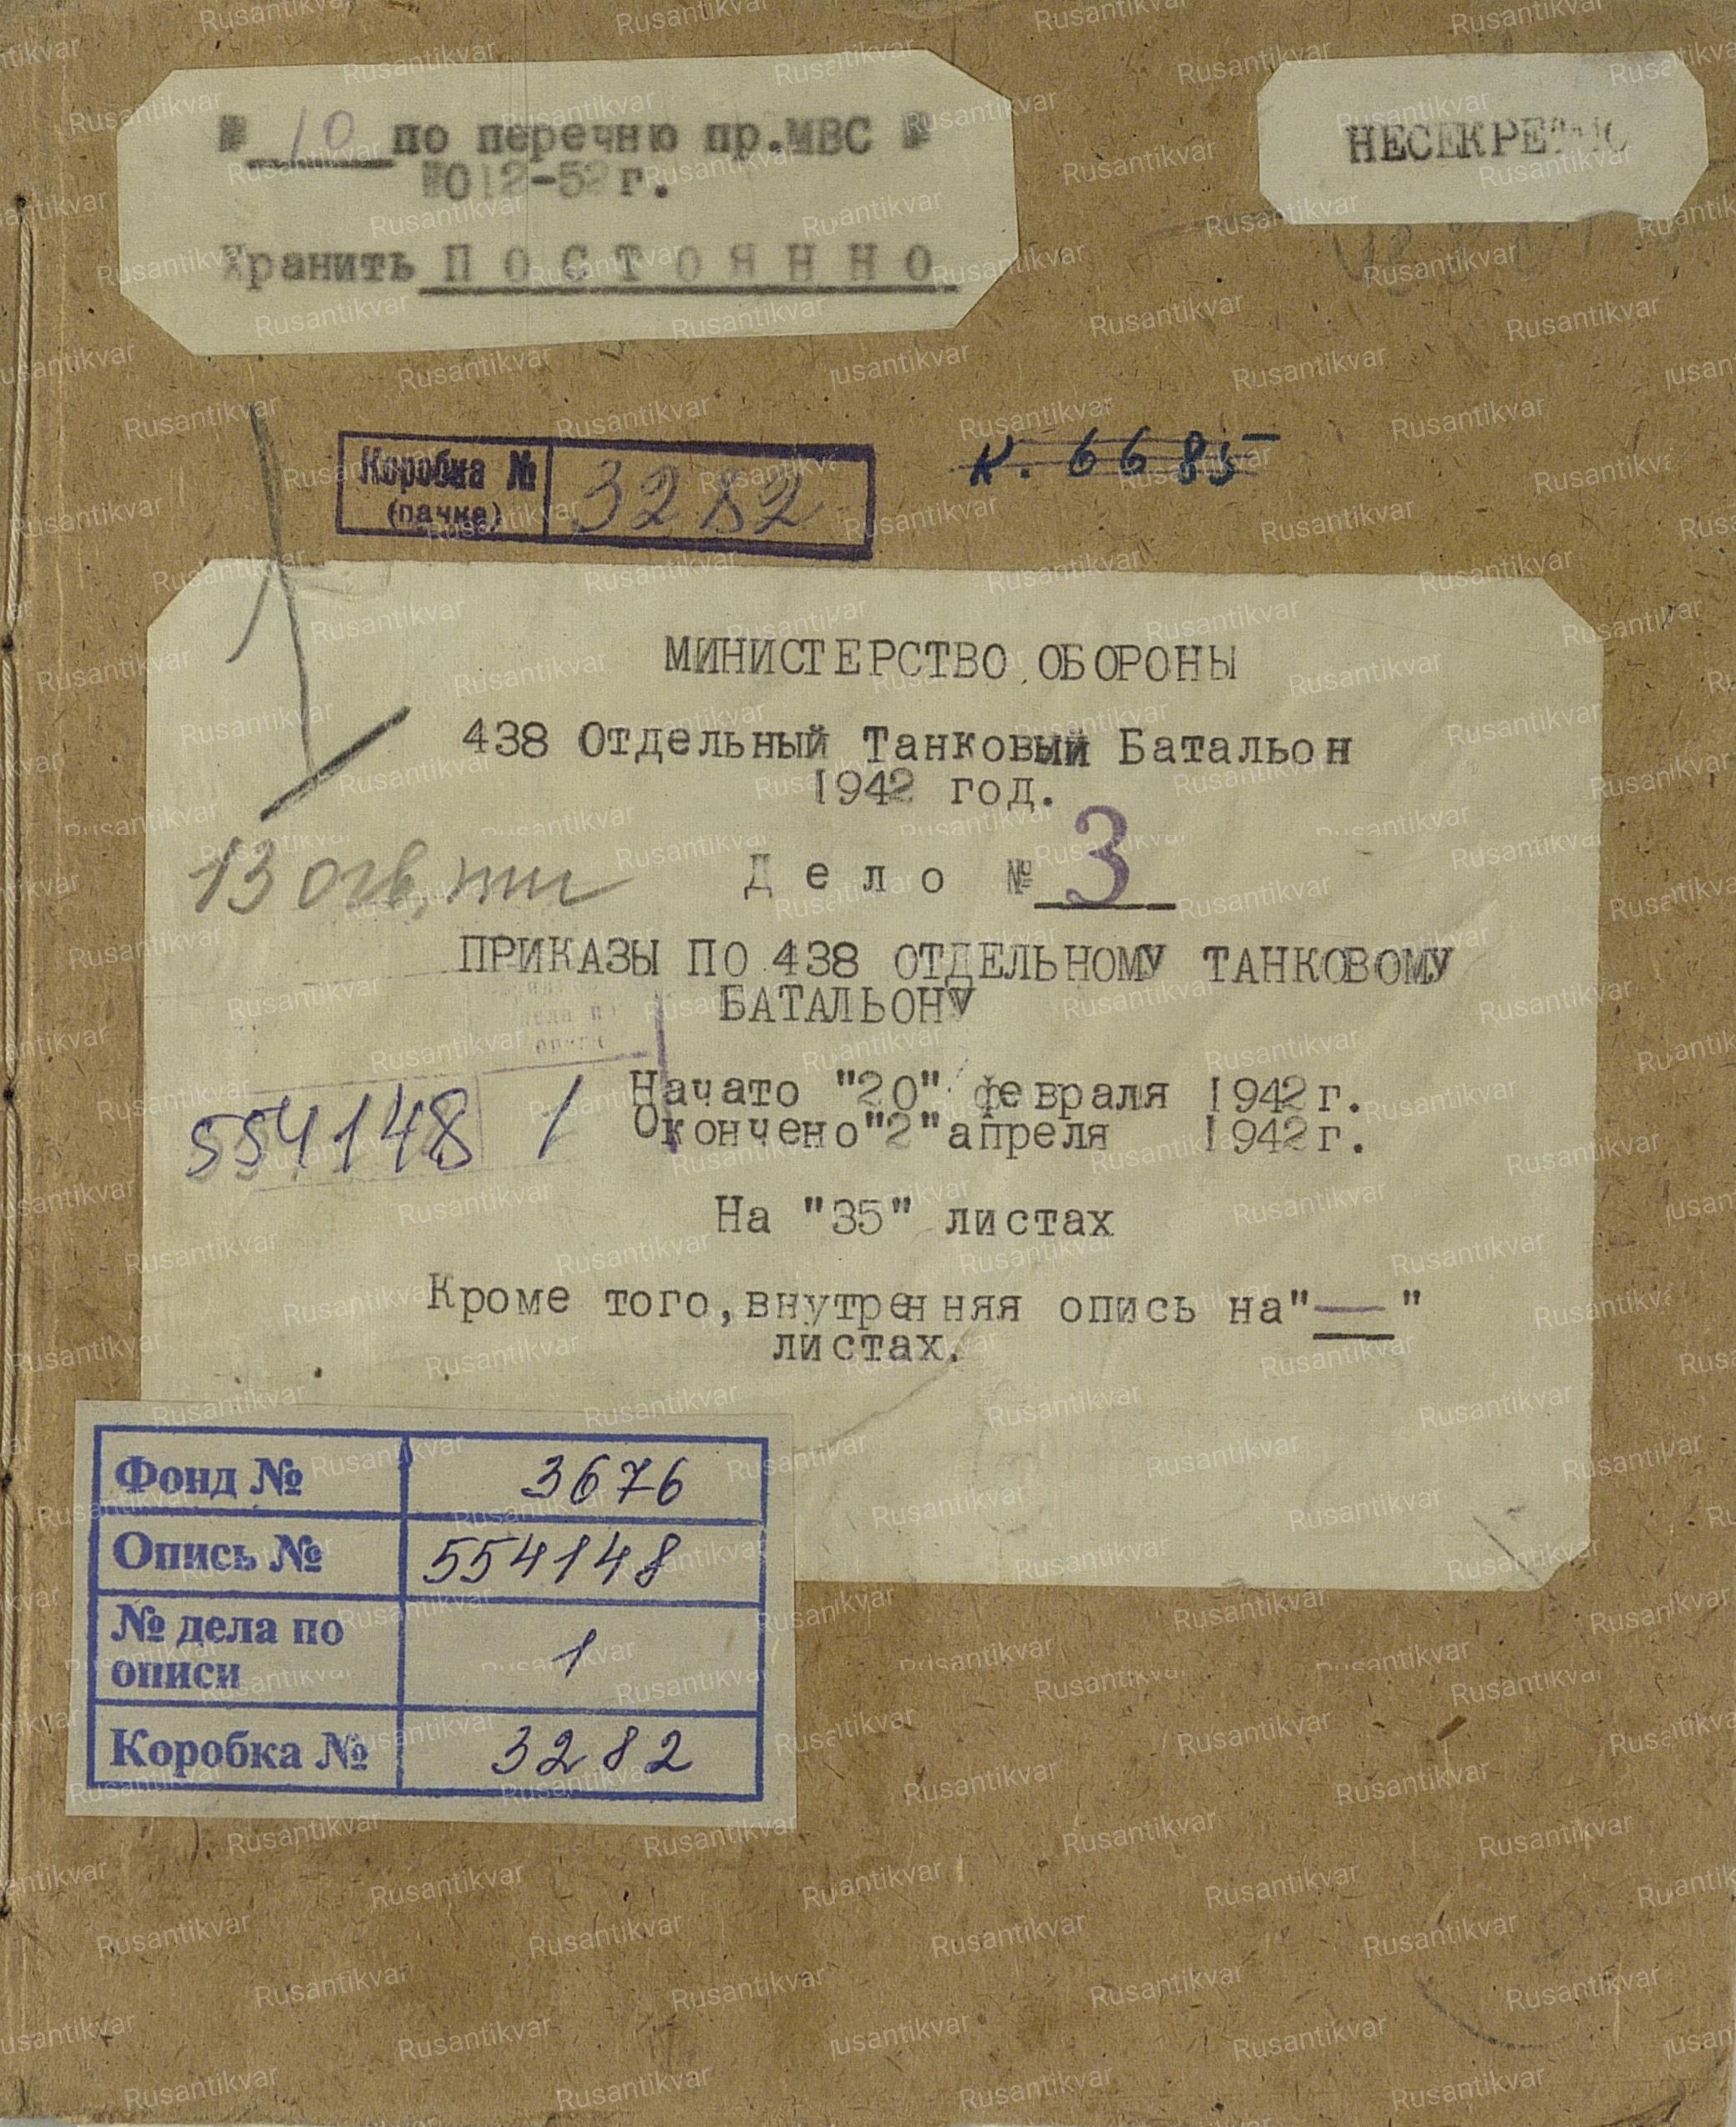 № 10 по перечню пр.МВС №
№012-52г.
Хранить ПОСТОЯННО
НЕСЕКРЕТНО
Коробка № 3282
(пачка)
К. 6685
МИНИСТЕРСТВО ОБОРОНЫ
438 Отдельный Танковый Батальон
1942 год.
Дело № 3
ПРИКАЗЫ ПО 438 ОТДЕЛЬНОМУ ТАНКОВОМУ
БАТАЛЬОНУ
554148 1
Начато "20" февраля 1942г.
Окончено"2"апреля 1942г.
На "35" листах
Кроме того,внутренняя опись на"—"
листах.
Фонд № 3676
Опись № 554148
№ дела по
описи 1
Коробка № 3282
Rusantikvar